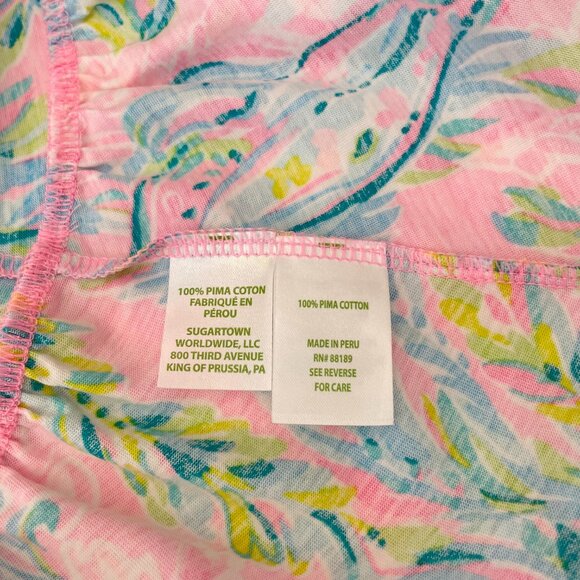 100% PIMA COTON
FABRIQUÉ EN
PÉROU
SUGARTOWN
WORLDWIDE, LLC
800 THIRD AVENUE
KING OF PRUSSIA, PA
100% PIMA COTTON
MADE IN PERU
RN# 88189
SEE REVERSE
FOR CARE